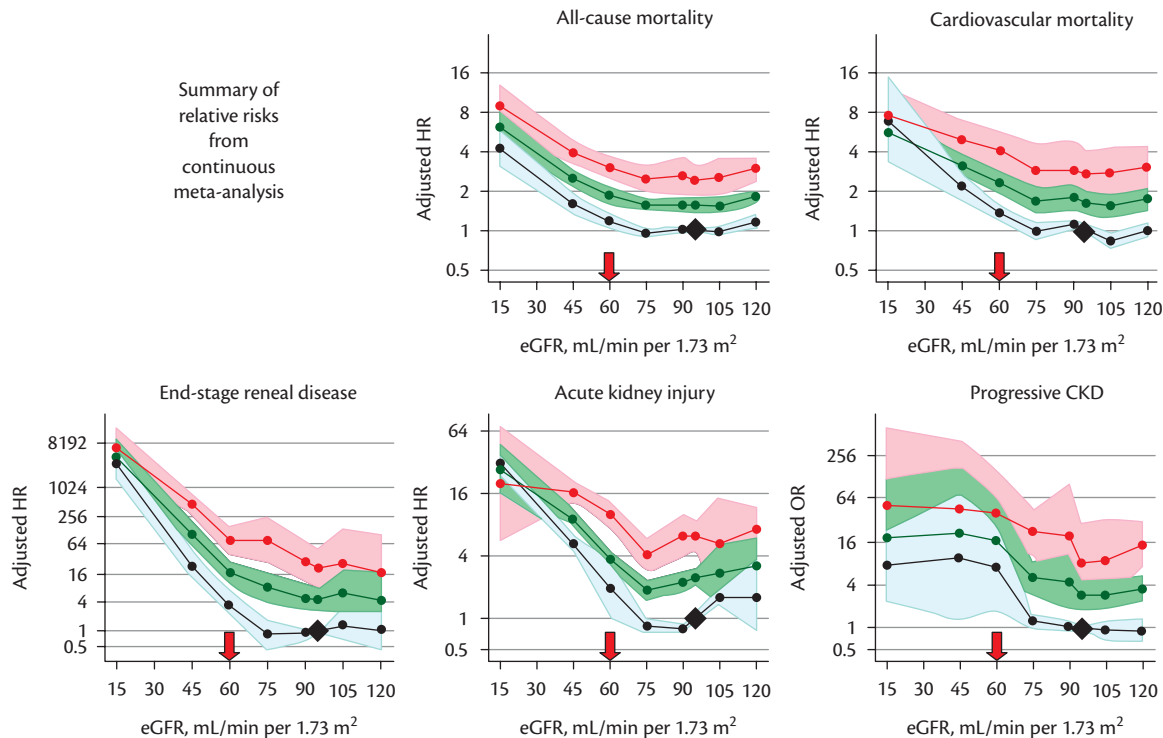 Summary of
relative risks
from
continuous
meta-analysis
All-cause mortality
Adjusted HR
16
8
4
2
1
0.5
15 30 45 60 75 90 105 120
eGFR, mL/min per 1.73 m²
Cardiovascular mortality
Adjusted HR
16
8
4
2
1
0.5
15 30 45 60 75 90 105 120
eGFR, mL/min per 1.73 m²
End-stage reneal disease
Adjusted HR
8192
1024
256
64
16
4
1
0.5
15 30 45 60 75 90 105 120
eGFR, mL/min per 1.73 m²
Acute kidney injury
Adjusted HR
64
16
4
1
0.5
15 30 45 60 75 90 105 120
eGFR, mL/min per 1.73 m²
Progressive CKD
Adjusted OR
256
64
16
4
1
0.5
15 30 45 60 75 90 105 120
eGFR, mL/min per 1.73 m²